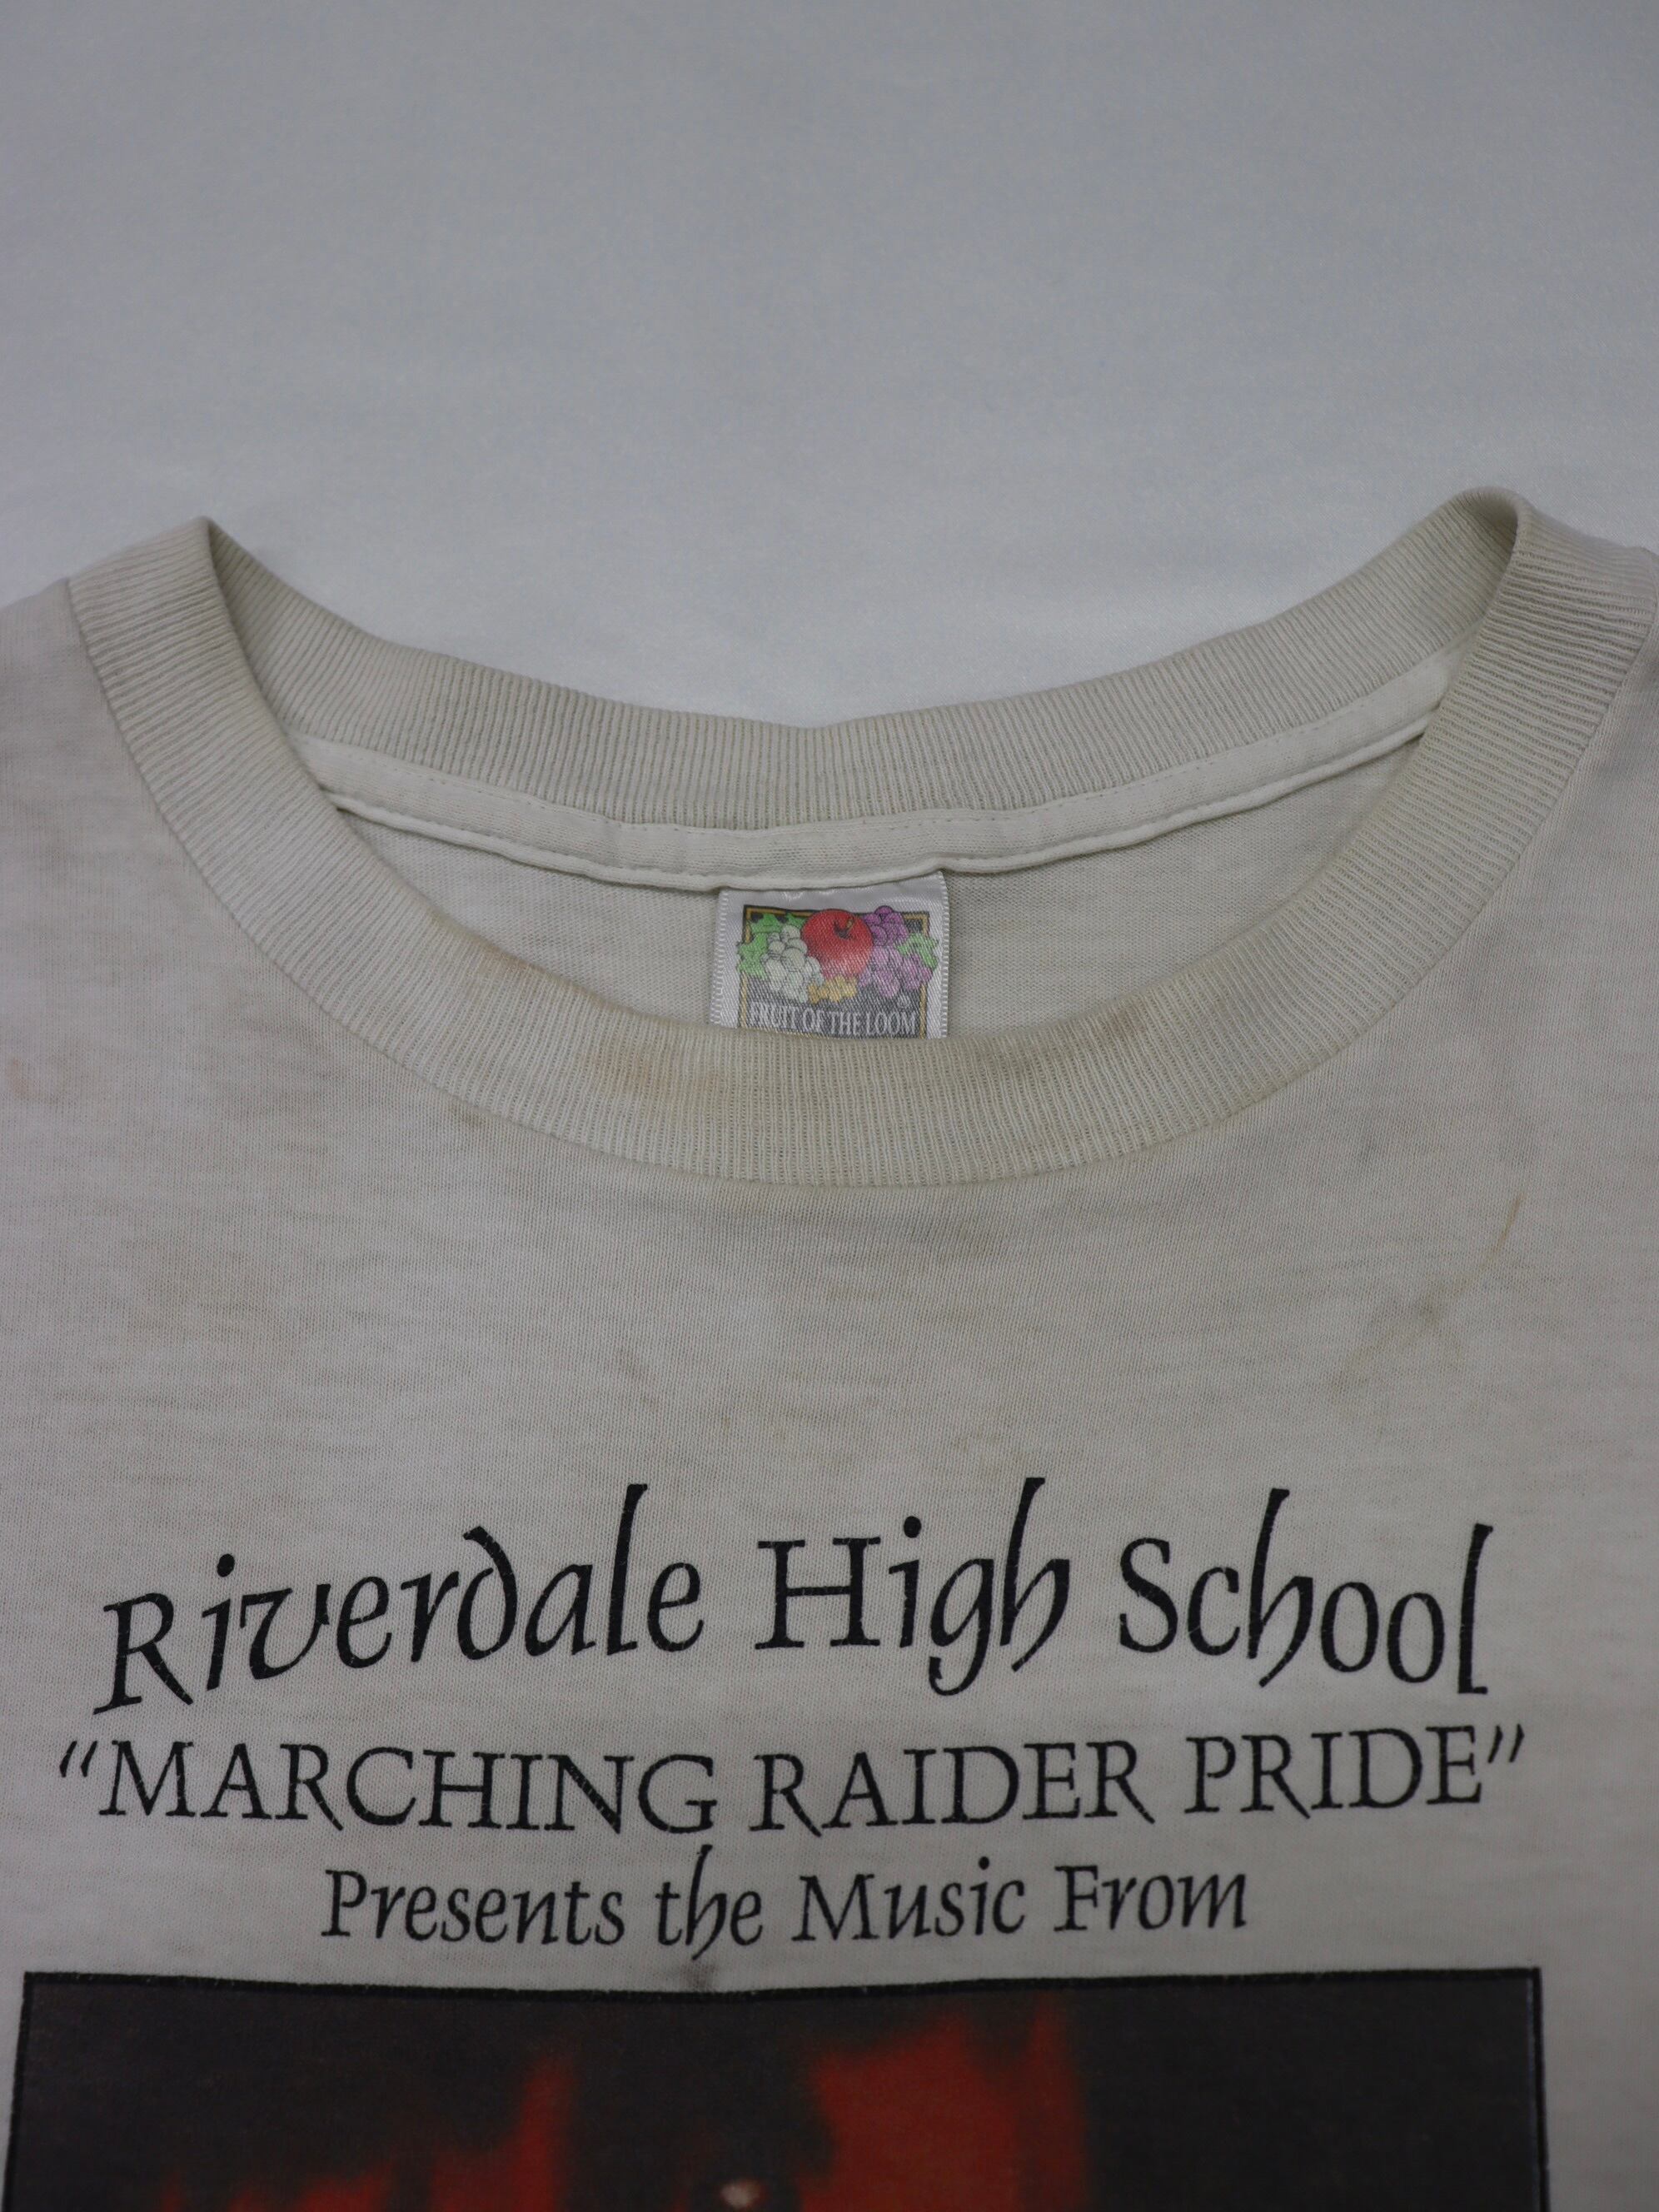 FRUIT OF THE LOOM
Riverdale High School
“MARCHING RAIDER PRIDE”
Presents the Music From